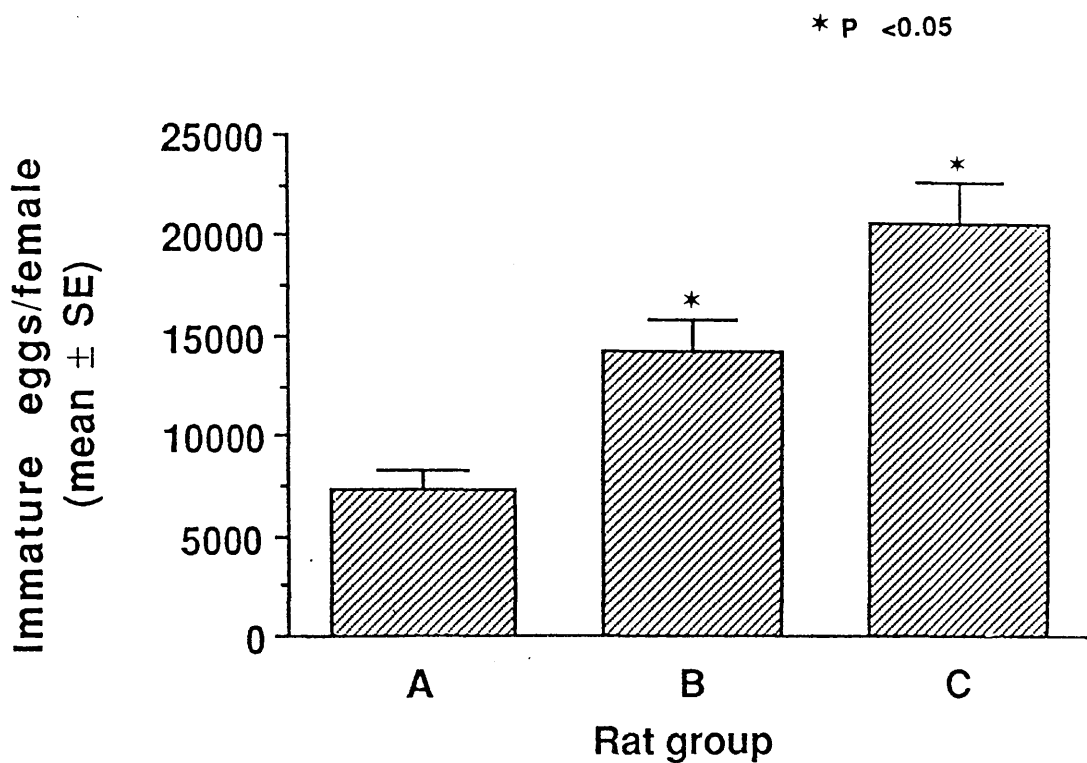 * P <0.05
Immature eggs/female
(mean ± SE)
25000
20000
15000
10000
5000
0
*
*
A B C
Rat group